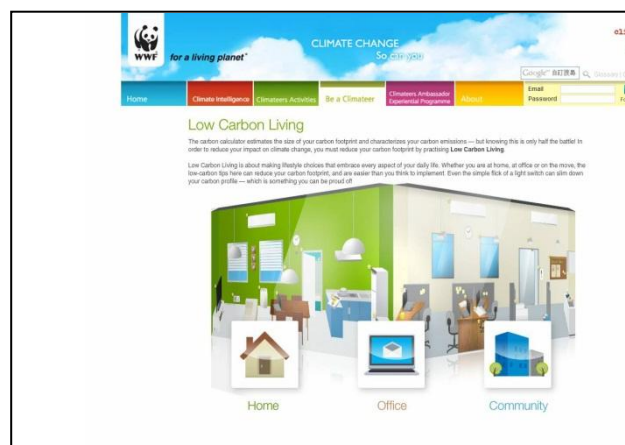 WWF
for a living planet®
CLIMATE CHANGE
So can you
Google™ 自訂搜尋
Home
Climate Intelligence
Climateers Activities
Be a Climateer
Climateers Ambassador
Experiential Programme
About
Email
Password
Low Carbon Living
The carbon calculator estimates the size of your carbon footprint and characterizes your carbon emissions — but knowing this is only half the battle! In
order to reduce your impact on climate change, you must reduce your carbon footprint by practising Low Carbon Living.
Low Carbon Living is about making lifestyle choices that embrace every aspect of your daily life. Whether you are at home, at office or on the move, the
low-carbon tips here can reduce your carbon footprint, and are easier than you think to implement. Even the simple flick of a light switch can slim down
your carbon profile — which is something you can be proud of!
Home
Office
Community